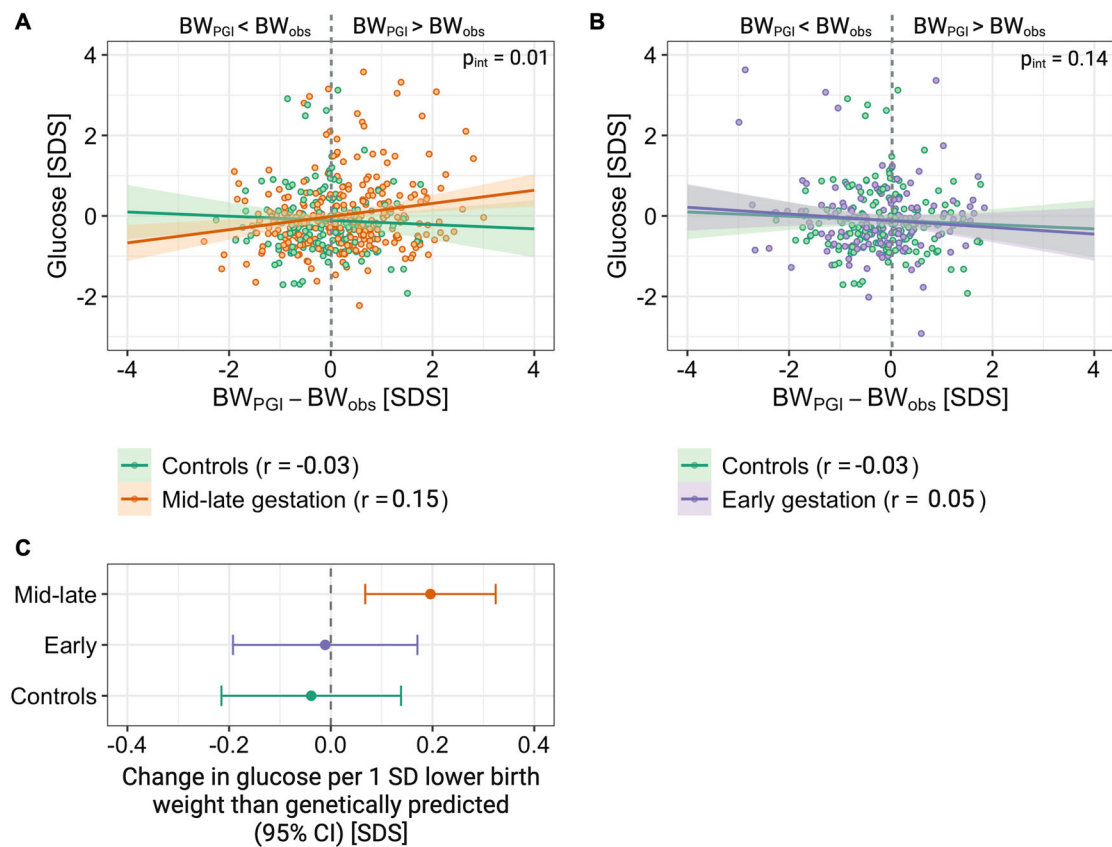 A
BW_PGI < BW_obs BW_PGI > BW_obs
p_int = 0.01
4
2
0
-2
Glucose [SDS]
-4 -2 0 2 4
BW_PGI – BW_obs [SDS]
Controls (r = -0.03)
Mid-late gestation (r = 0.15)
B
BW_PGI < BW_obs BW_PGI > BW_obs
p_int = 0.14
4
2
0
-2
Glucose [SDS]
-4 -2 0 2 4
BW_PGI – BW_obs [SDS]
Controls (r = -0.03)
Early gestation (r = 0.05)
C
Mid-late
Early
Controls
-0.4 -0.2 0.0 0.2 0.4
Change in glucose per 1 SD lower birth
weight than genetically predicted
(95% CI) [SDS]